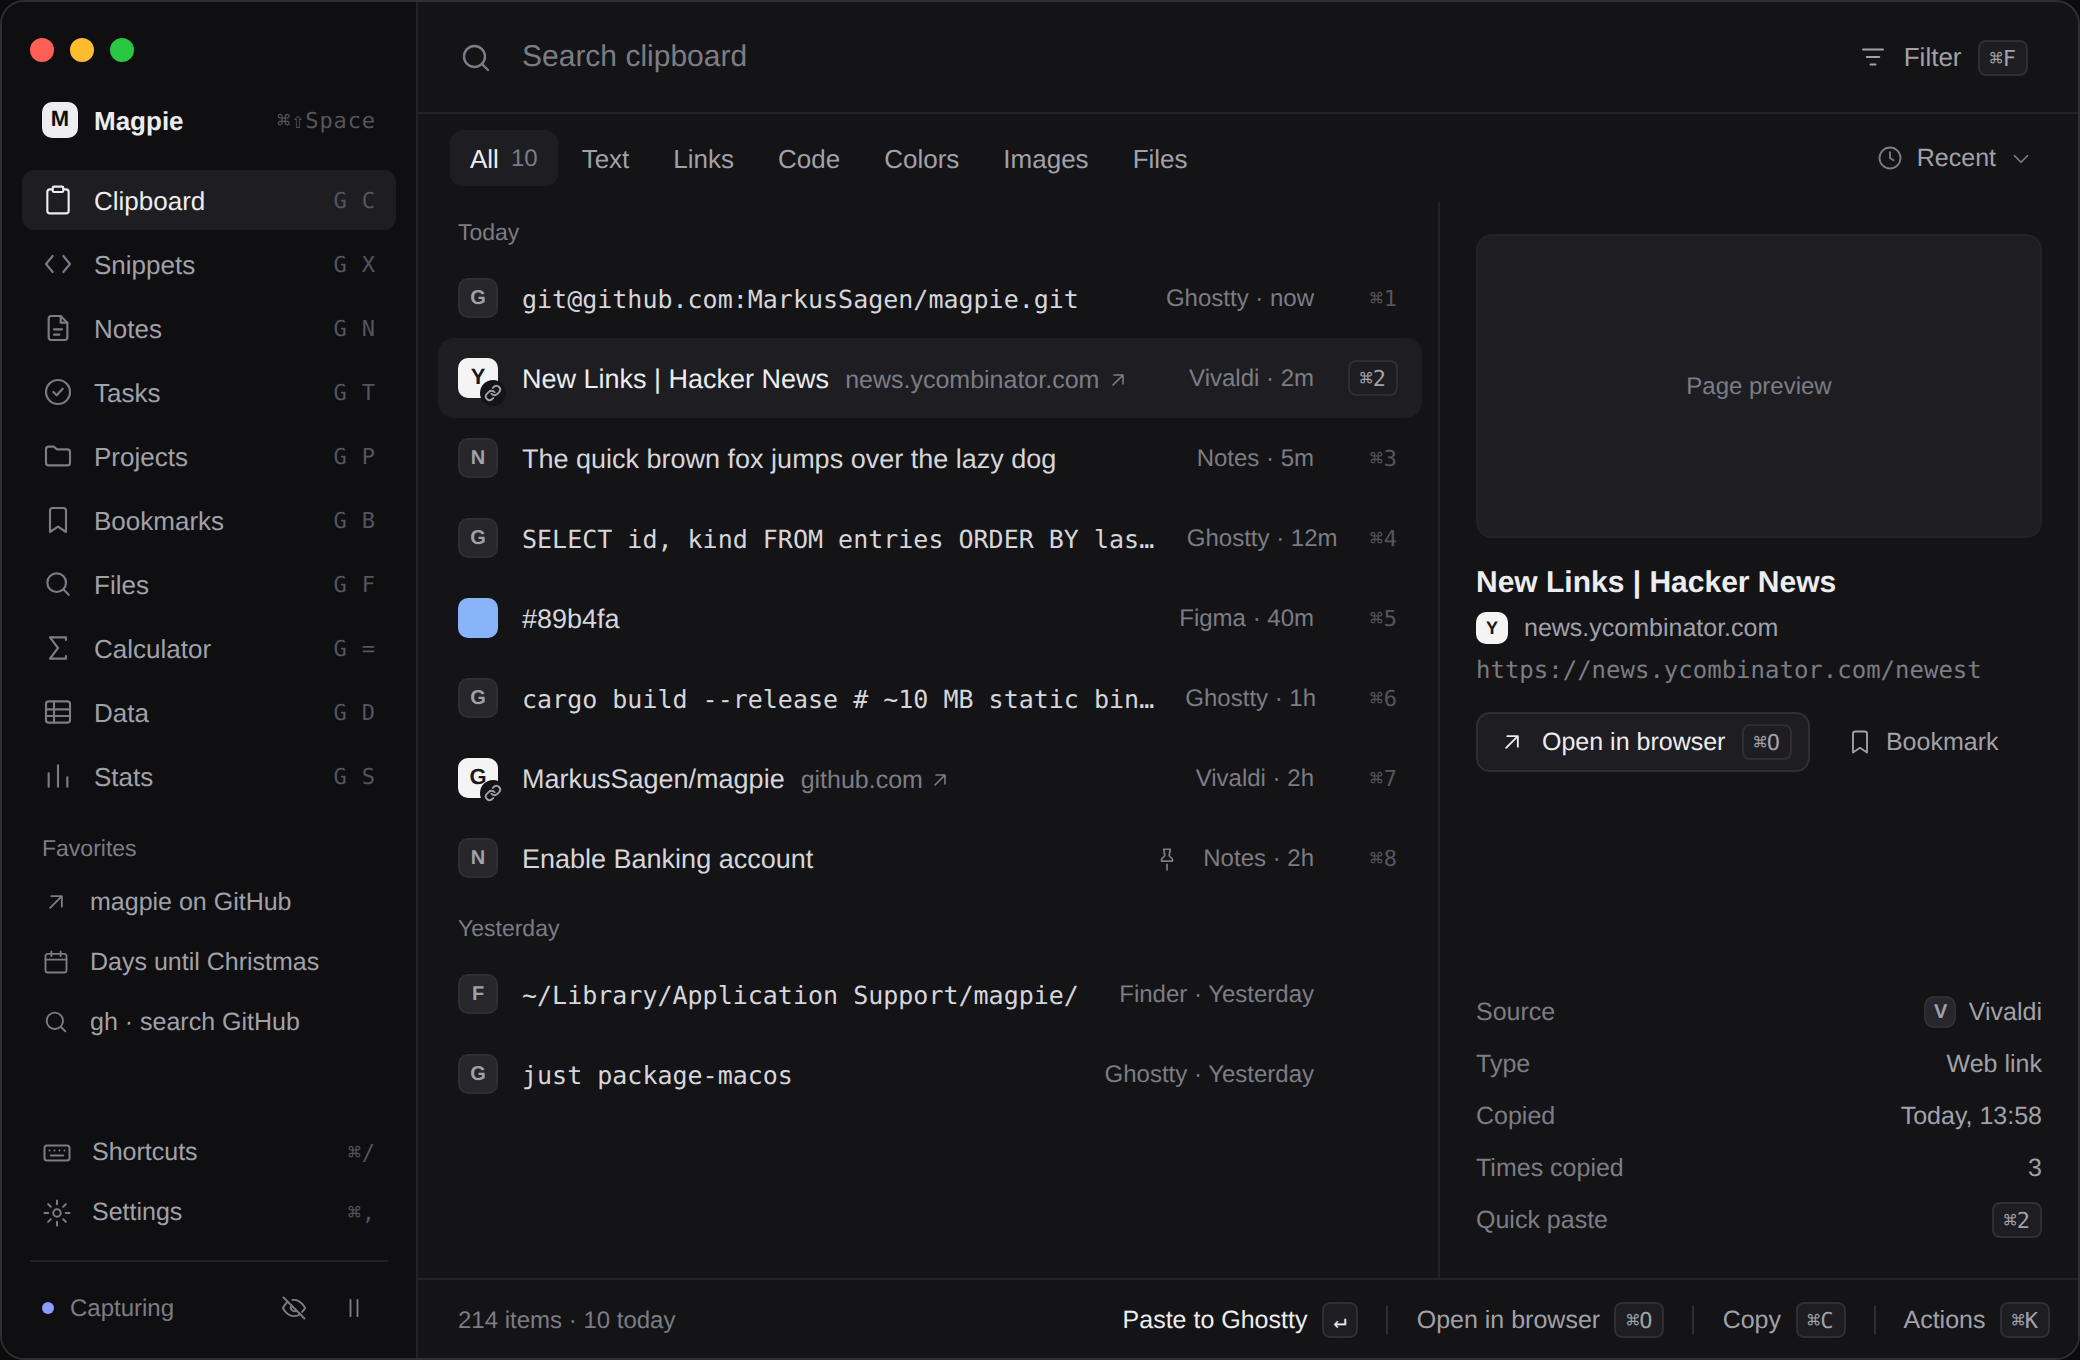 Search clipboard
Filter ⌘F
M Magpie ⌘⇧Space
Clipboard G C
Snippets G X
Notes G N
Tasks G T
Projects G P
Bookmarks G B
Files G F
Calculator G =
Data G D
Stats G S
Favorites
magpie on GitHub
Days until Christmas
gh · search GitHub
Shortcuts ⌘/
Settings ⌘,
Capturing
All 10 Text Links Code Colors Images Files
Recent
Today
G git@github.com:MarkusSagen/magpie.git Ghostty · now ⌘1
Y New Links | Hacker News news.ycombinator.com Vivaldi · 2m ⌘2
N The quick brown fox jumps over the lazy dog Notes · 5m ⌘3
G SELECT id, kind FROM entries ORDER BY las… Ghostty · 12m ⌘4
#89b4fa Figma · 40m ⌘5
G cargo build --release # ~10 MB static bin… Ghostty · 1h ⌘6
G MarkusSagen/magpie github.com Vivaldi · 2h ⌘7
N Enable Banking account Notes · 2h ⌘8
Yesterday
F ~/Library/Application Support/magpie/ Finder · Yesterday
G just package-macos Ghostty · Yesterday
Page preview
New Links | Hacker News
Y news.ycombinator.com
https://news.ycombinator.com/newest
Open in browser ⌘O Bookmark
Source V Vivaldi
Type Web link
Copied Today, 13:58
Times copied 3
Quick paste ⌘2
214 items · 10 today
Paste to Ghostty ↵ Open in browser ⌘O Copy ⌘C Actions ⌘K